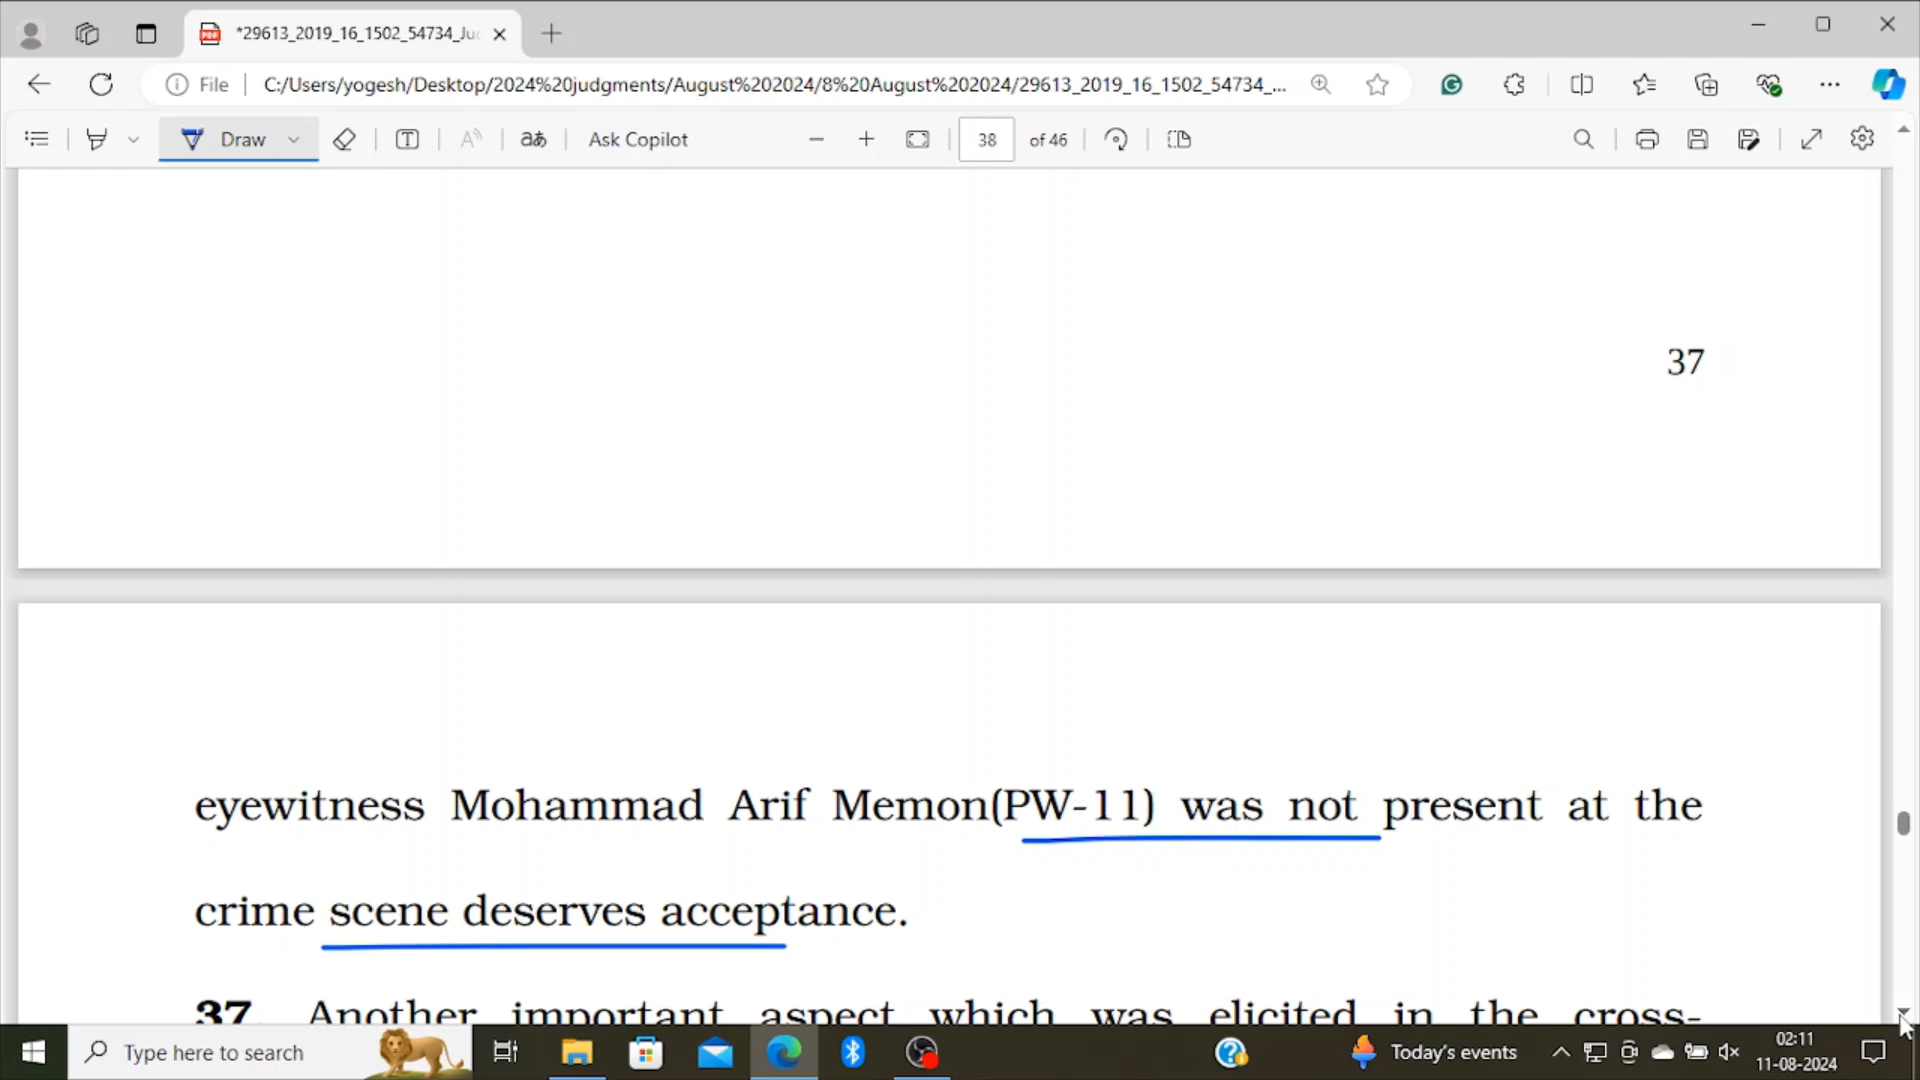 *29613_2019_16_1502_54734_Ju
File
C:/Users/yogesh/Desktop/2024%20judgments/August%202024/8%20August%202024/29613_2019_16_1502_54734_...
Draw
aあ
Ask Copilot
38
of 46
37
eyewitness Mohammad Arif Memon(PW-11) was not present at the
crime scene deserves acceptance.
37. Another important aspect which was elicited in the cross-
Type here to search
Today's events
02:11
11-08-2024